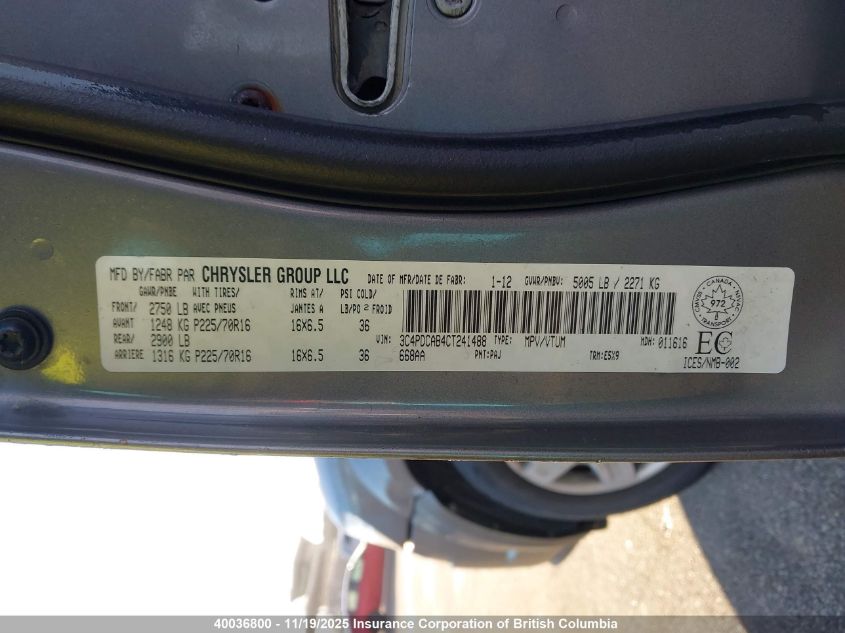 MFD BY/FABR PAR CHRYSLER GROUP LLC DATE OF MFR/DATE DE FABR: 1-12 GVWR/PNBV: 5005 LB / 2271 KG
GAWR/PNBE WITH TIRES/ RIMS AT/ PSI COLD/
FRONT/ 2750 LB AVEC PNEUS JANTES A LB/PO2 FROID
AVANT 1248 KG P225/70R16 16X6.5 36
REAR/ 2900 LB VIN: 3C4PDCAB4CT241488 TYPE: MPV/VTUM MDH: 011616
ARRIERE 1316 KG P225/70R16 16X6.5 36 668AA PNT:PAJ TRM:E5X9
CANADA
972
TRANSPORT
EC
ICES/NMB-002
40036800 - 11/19/2025 Insurance Corporation of British Columbia